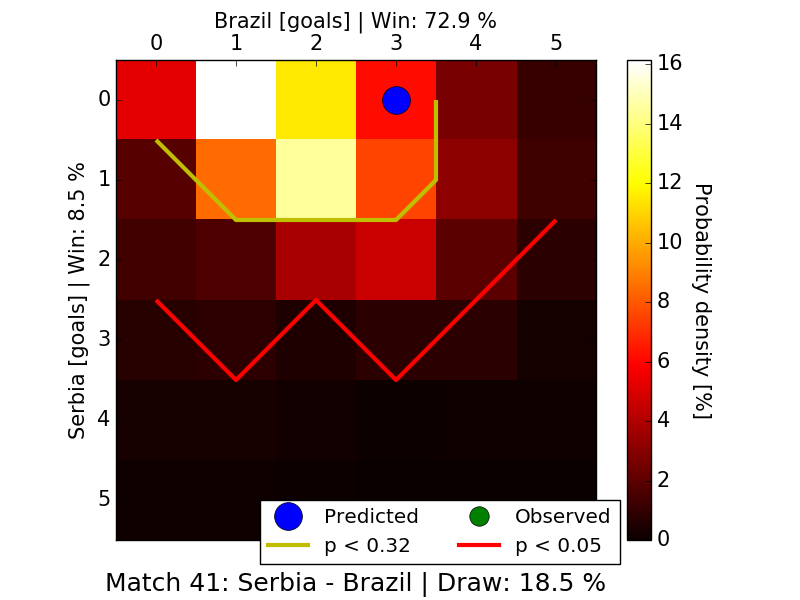 Brazil [goals] | Win: 72.9 %
0 1 2 3 4 5
Serbia [goals] | Win: 8.5 %
0
1
2
3
4
5
16
14
12
10
8
6
4
2
0
Probability density [%]
Predicted
Observed
p < 0.32
p < 0.05
Match 41: Serbia - Brazil | Draw: 18.5 %